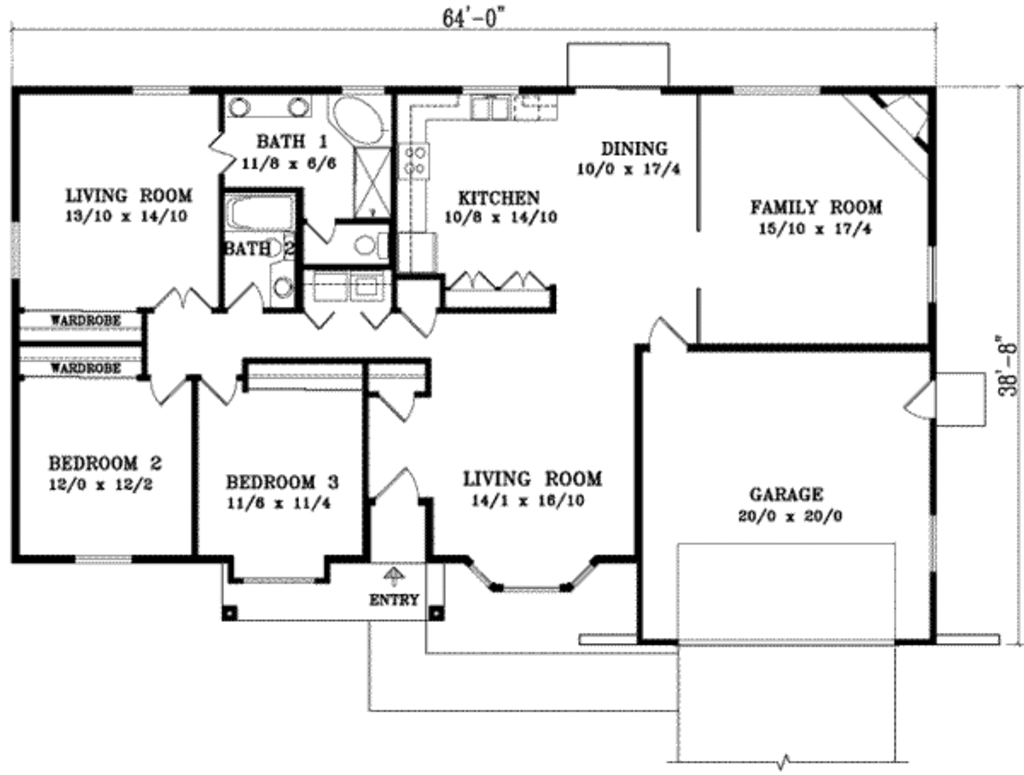 64'-0"
BATH 1
11/8 x 6/6
DINING
10/0 x 17/4
LIVING ROOM
13/10 x 14/10
KITCHEN
10/8 x 14/10
FAMILY ROOM
15/10 x 17/4
BATH 2
WARDROBE
WARDROBE
38'-8"
BEDROOM 2
12/0 x 12/2
BEDROOM 3
11/6 x 11/4
LIVING ROOM
14/1 x 16/10
GARAGE
20/0 x 20/0
ENTRY